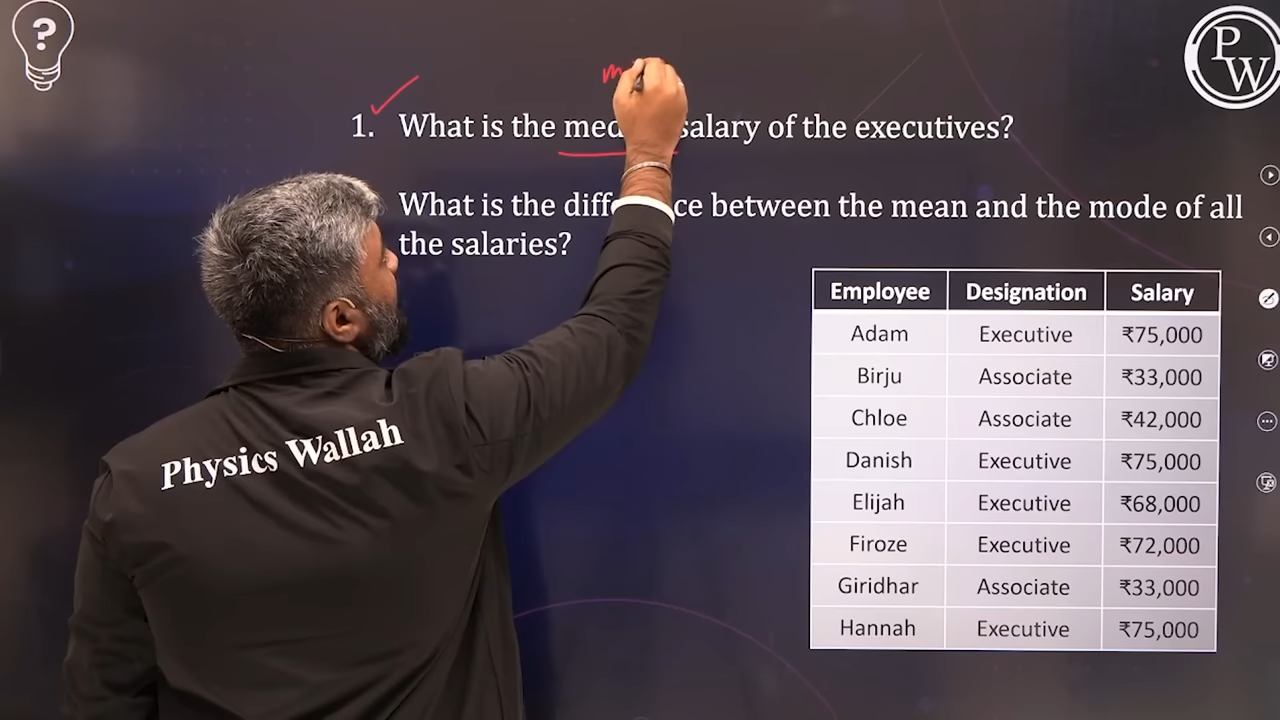 ?
PW
m
1. What is the med salary of the executives?
What is the diff ce between the mean and the mode of all
the salaries?
Employee Designation Salary
Adam Executive ₹75,000
Birju Associate ₹33,000
Chloe Associate ₹42,000
Danish Executive ₹75,000
Elijah Executive ₹68,000
Firoze Executive ₹72,000
Giridhar Associate ₹33,000
Hannah Executive ₹75,000
Physics Wallah